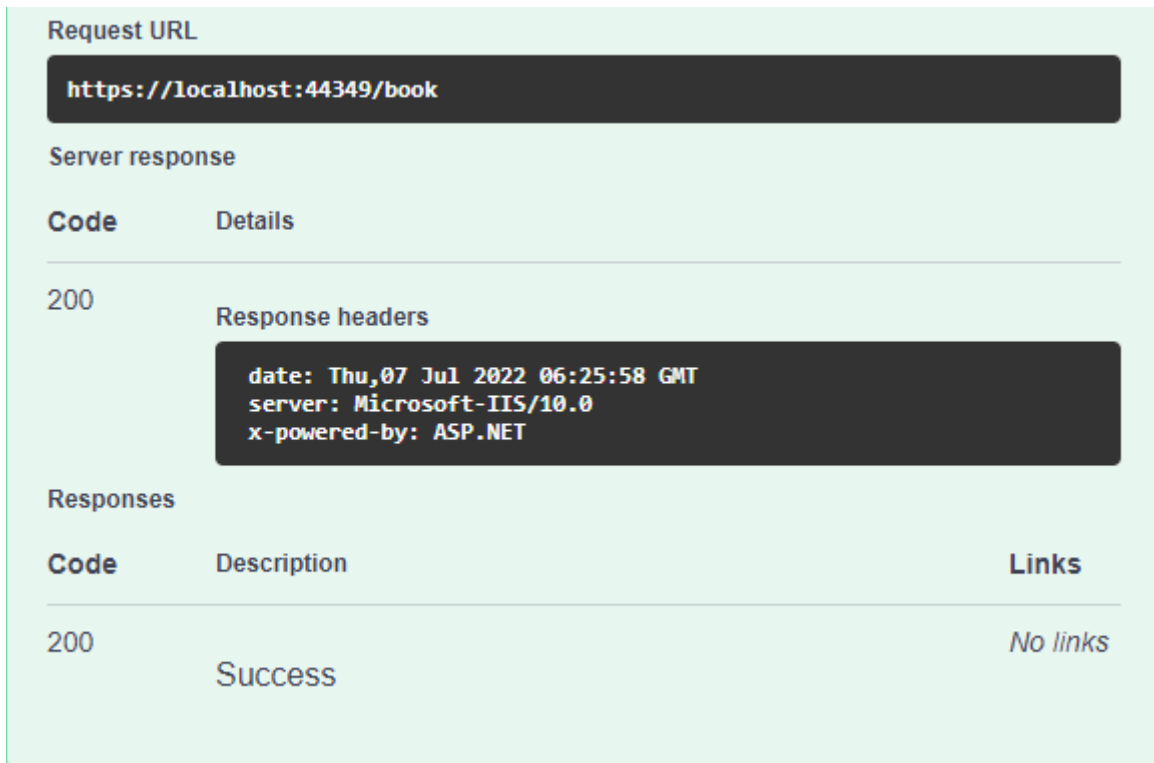 Request URL
https://localhost:44349/book
Server response
Code Details
200
Response headers
date: Thu,07 Jul 2022 06:25:58 GMT
server: Microsoft-IIS/10.0
x-powered-by: ASP.NET
Responses
Code Description Links
200 No links
Success